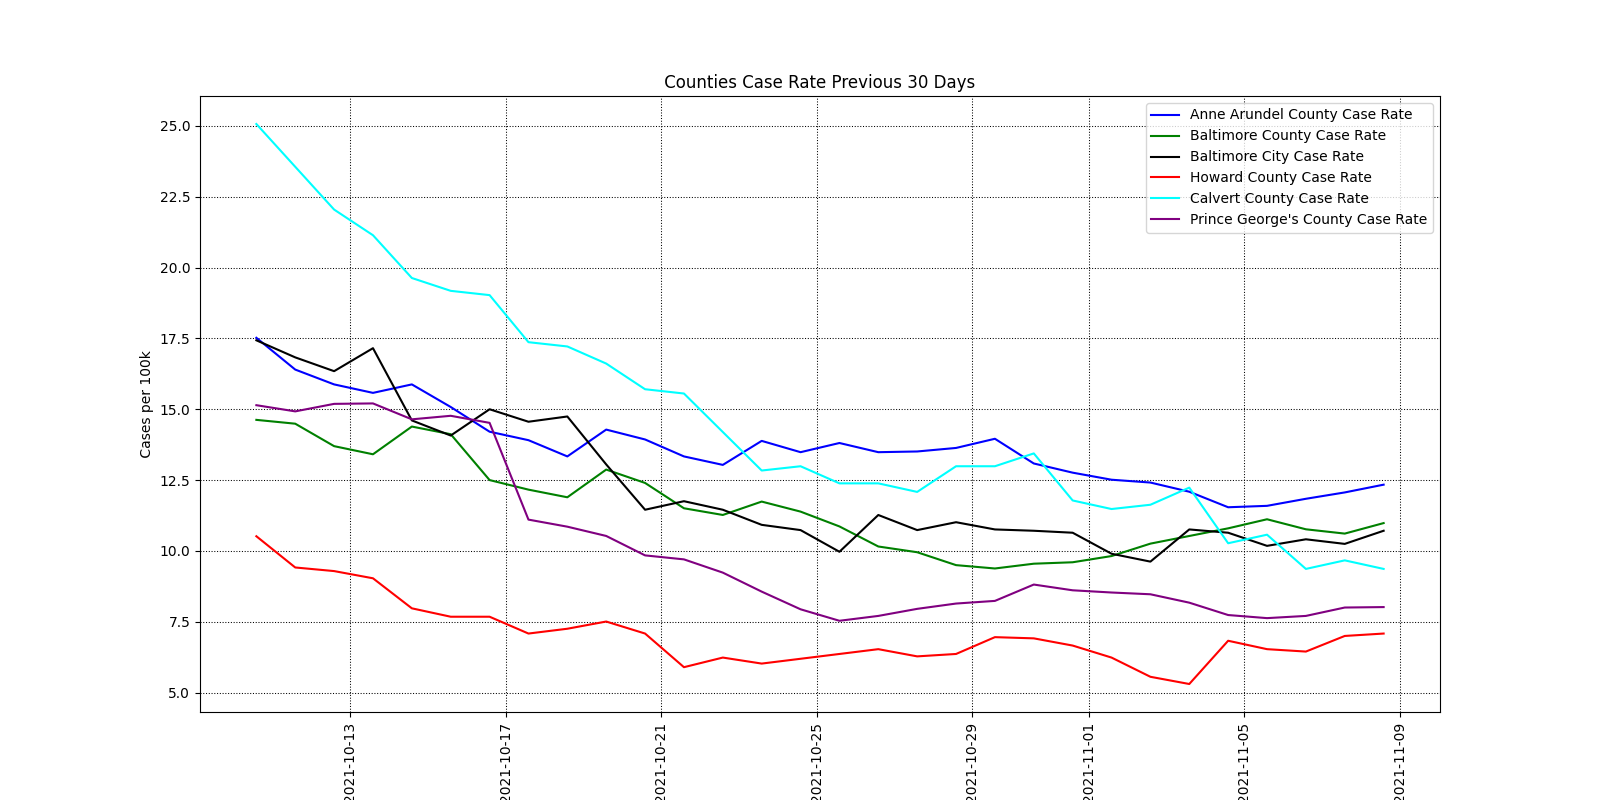 Counties Case Rate Previous 30 Days
Anne Arundel County Case Rate
Baltimore County Case Rate
Baltimore City Case Rate
Howard County Case Rate
Calvert County Case Rate
Prince George's County Case Rate
Cases per 100k
25.0
22.5
20.0
17.5
15.0
12.5
10.0
7.5
5.0
2021-10-13
2021-10-17
2021-10-21
2021-10-25
2021-10-29
2021-11-01
2021-11-05
2021-11-09